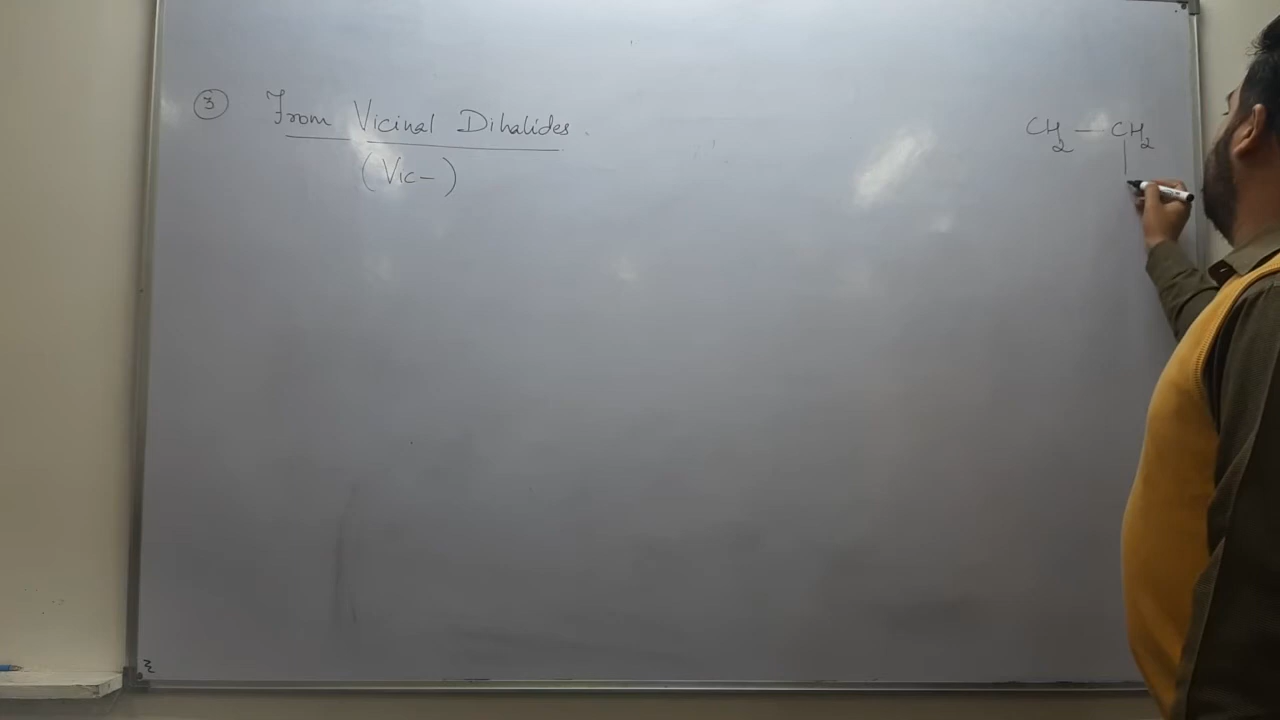 ③ From Vicinal Dihalides.
(Vic-)
CH2 — CH2
|